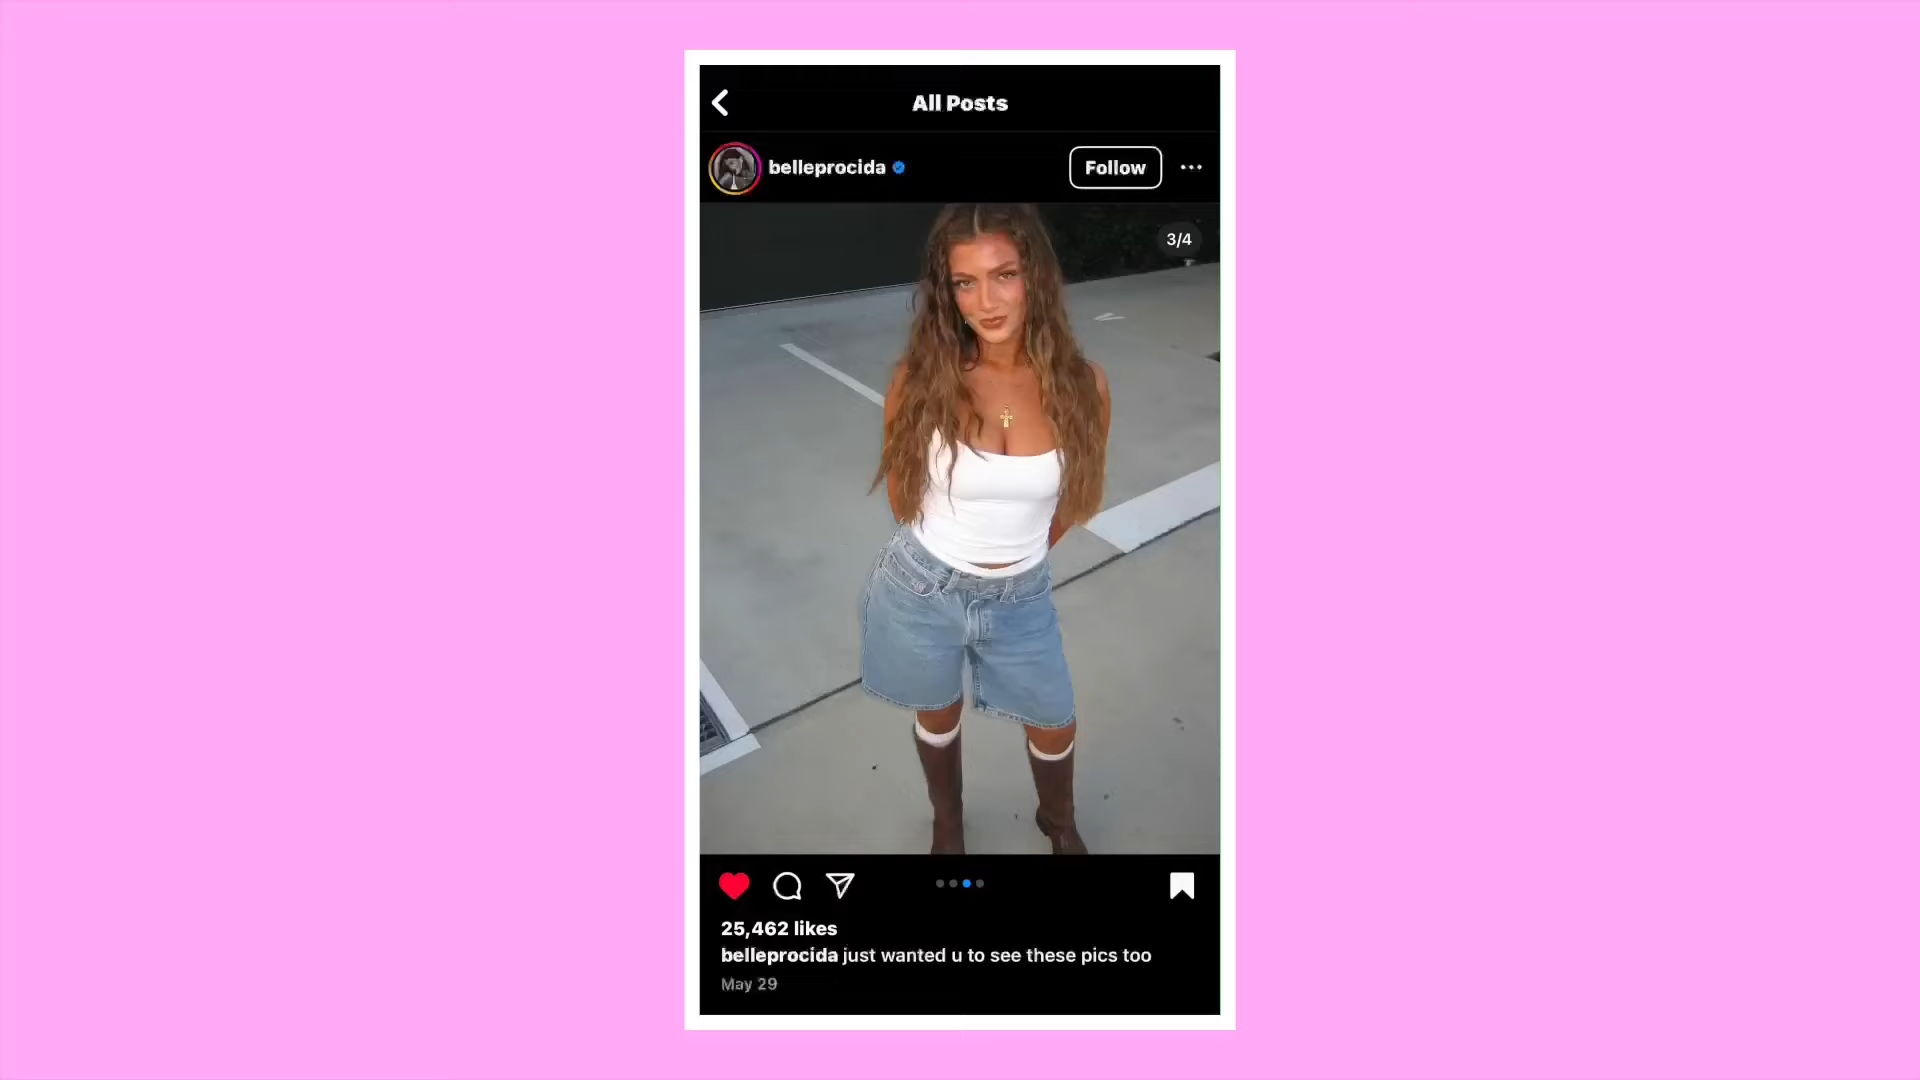 All Posts
belleprocida
Follow
3/4
25,462 likes
belleprocida just wanted u to see these pics too
May 29